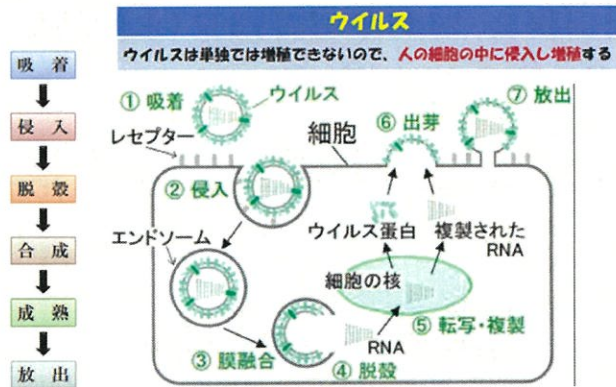 ウイルス
ウイルスは単独では増殖できないので、人の細胞の中に侵入し増殖する
吸着
侵入
脱殻
合成
成熟
放出
① 吸着
ウイルス
レセプター
細胞
⑥ 出芽
⑦ 放出
② 侵入
エンドソーム
ウイルス蛋白
複製された
RNA
細胞の核
⑤ 転写・複製
③ 膜融合
④ 脱殻
RNA